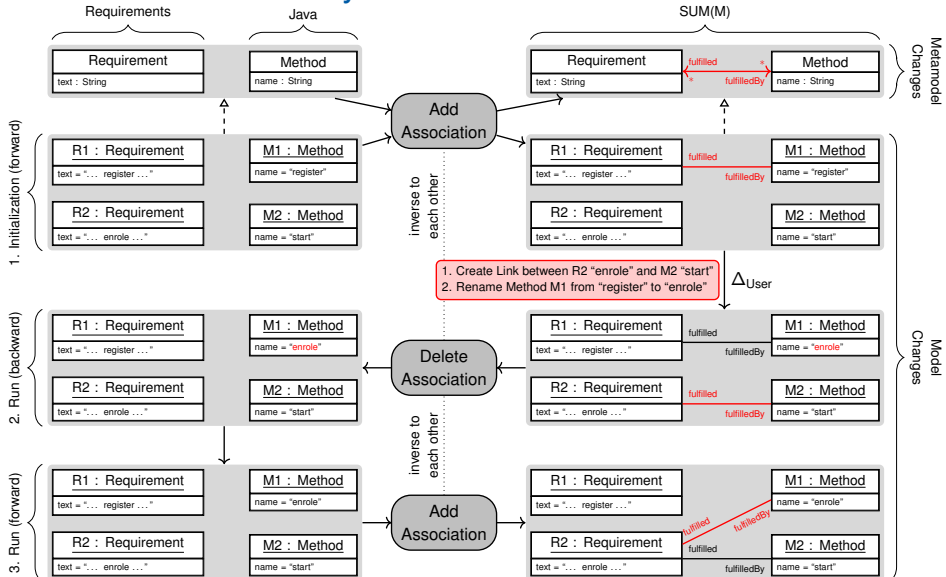 Requirements
Java
SUM(M)
Requirement
text : String
Method
name : String
Add
Association
Requirement
text : String
fulfilled
*
*
fulfilledBy
Method
name : String
Metamodel
Changes
1. Initialization (forward)
R1 : Requirement
text = “... register ...”
M1 : Method
name = “register”
R2 : Requirement
text = “... enrole ...”
M2 : Method
name = “start”
inverse to
each other
R1 : Requirement
text = “... register ...”
fulfilled
fulfilledBy
M1 : Method
name = “register”
R2 : Requirement
text = “... enrole ...”
M2 : Method
name = “start”
1. Create Link between R2 “enrole” and M2 “start”
2. Rename Method M1 from “register” to “enrole”
ΔUser
Model
Changes
2. Run (backward)
R1 : Requirement
text = “... register ...”
M1 : Method
name = “enrole”
R2 : Requirement
text = “... enrole ...”
M2 : Method
name = “start”
Delete
Association
R1 : Requirement
text = “... register ...”
fulfilled
fulfilledBy
M1 : Method
name = “enrole”
R2 : Requirement
text = “... enrole ...”
fulfilled
fulfilledBy
M2 : Method
name = “start”
inverse to
each other
3. Run (forward)
R1 : Requirement
text = “... register ...”
M1 : Method
name = “enrole”
R2 : Requirement
text = “... enrole ...”
M2 : Method
name = “start”
Add
Association
R1 : Requirement
text = “... register ...”
M1 : Method
name = “enrole”
fulfilled
fulfilledBy
R2 : Requirement
text = “... enrole ...”
fulfilled
fulfilledBy
M2 : Method
name = “start”